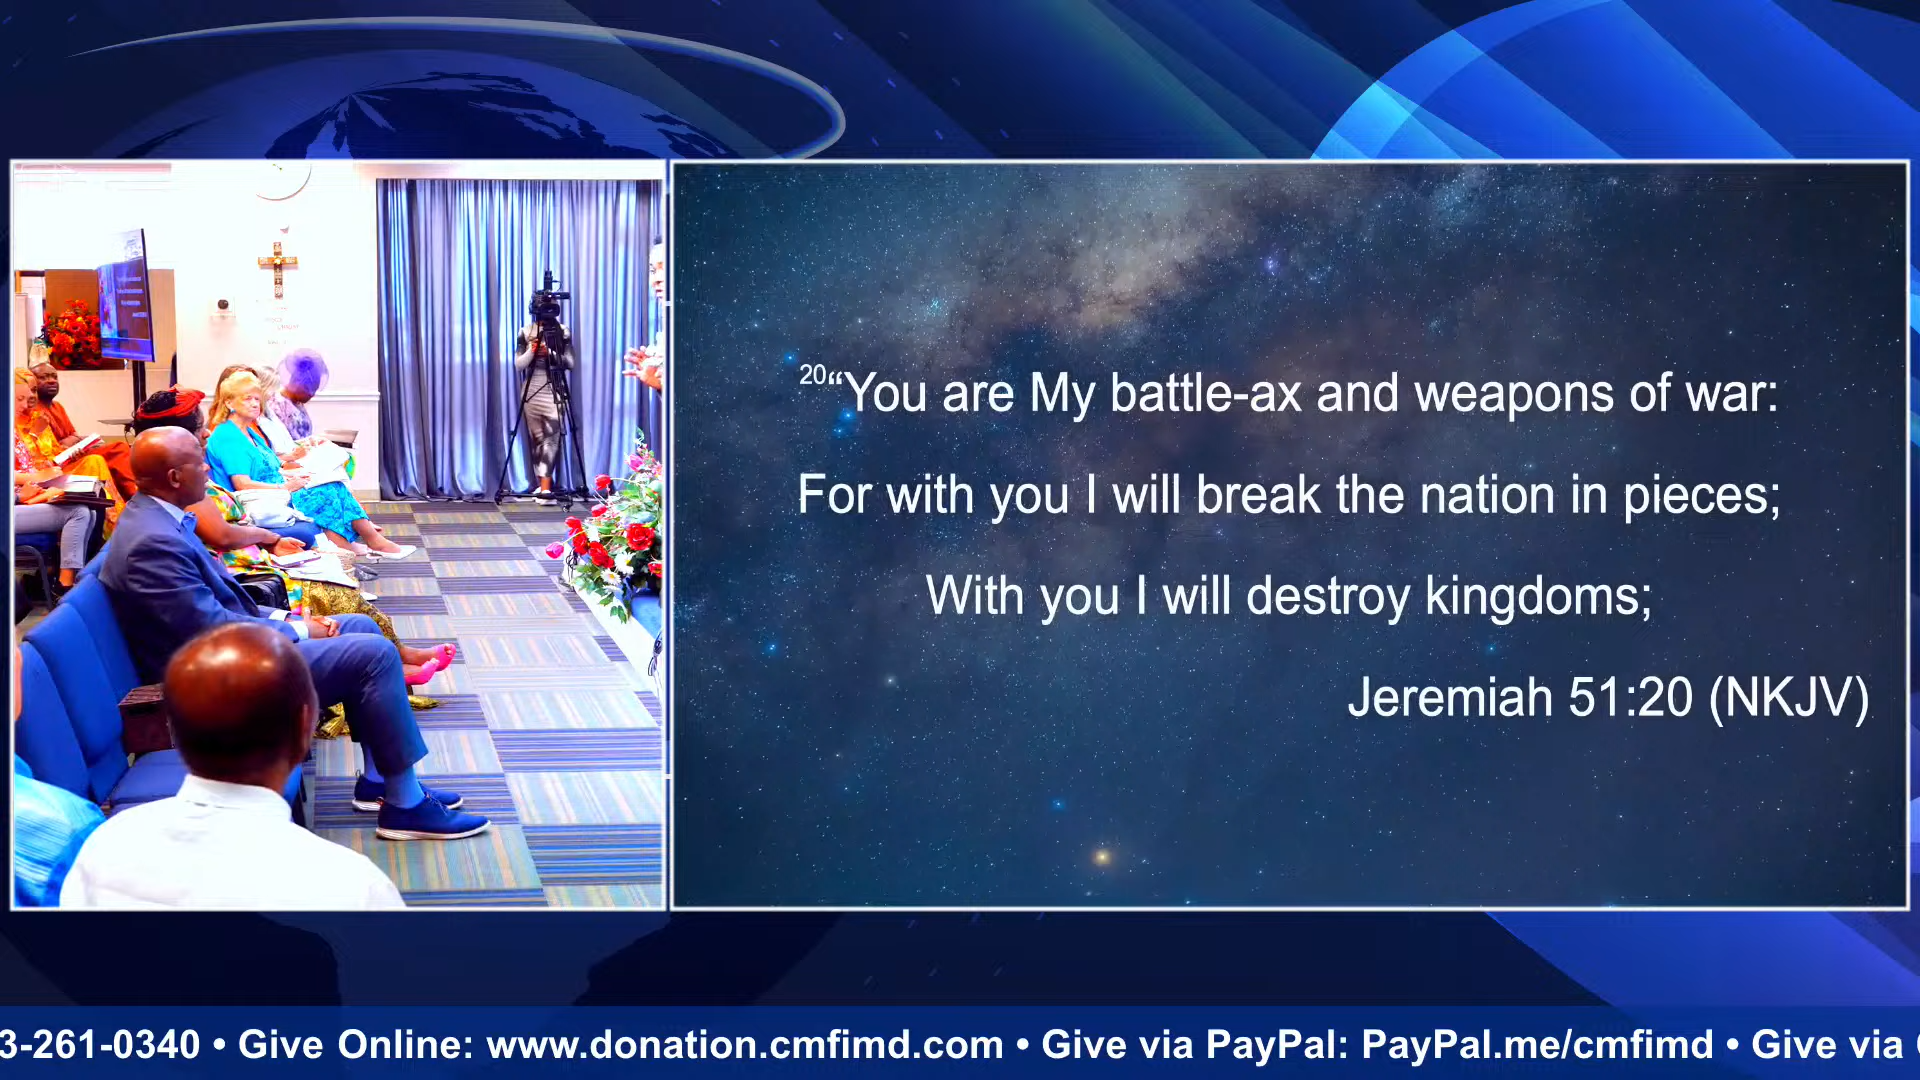 20“You are My battle-ax and weapons of war:
For with you I will break the nation in pieces;
With you I will destroy kingdoms;
Jeremiah 51:20 (NKJV)
3-261-0340 • Give Online: www.donation.cmfimd.com • Give via PayPal: PayPal.me/cmfimd • Give via